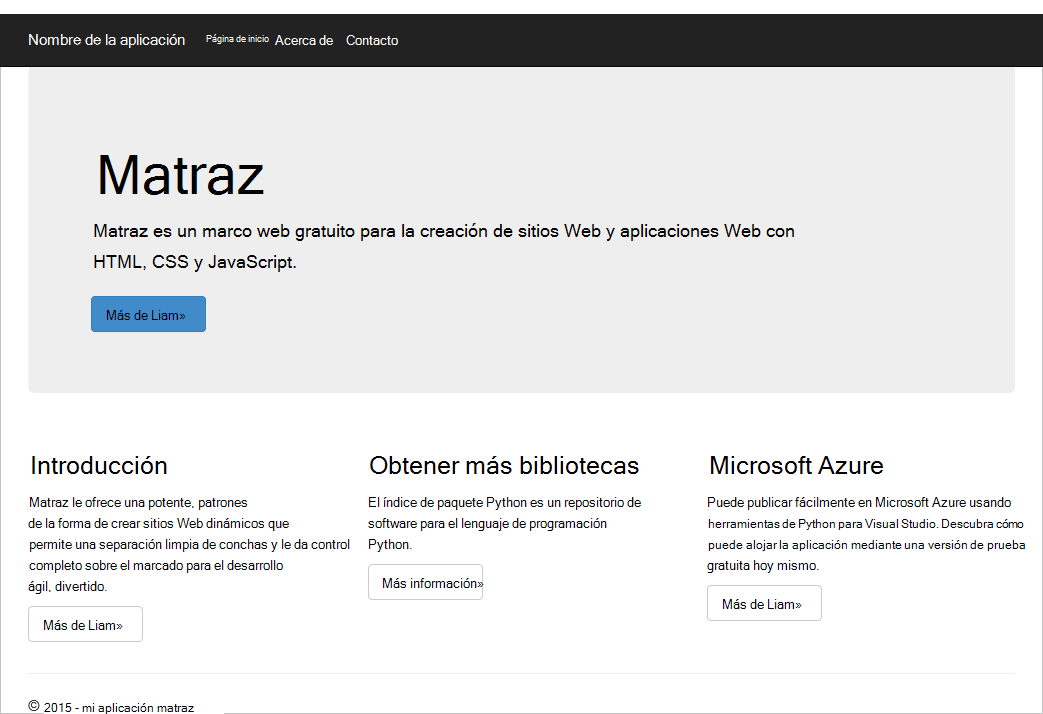 Nombre de la aplicación Página de inicio Acerca de Contacto
Matraz
Matraz es un marco web gratuito para la creación de sitios Web y aplicaciones Web con
HTML, CSS y JavaScript.
Más de Liam»
Introducción
Matraz le ofrece una potente, patrones
de la forma de crear sitios Web dinámicos que
permite una separación limpia de conchas y le da control
completo sobre el marcado para el desarrollo
ágil, divertido.
Más de Liam»
Obtener más bibliotecas
El índice de paquete Python es un repositorio de
software para el lenguaje de programación
Python.
Más información»
Microsoft Azure
Puede publicar fácilmente en Microsoft Azure usando
herramientas de Python para Visual Studio. Descubra cómo
puede alojar la aplicación mediante una versión de prueba
gratuita hoy mismo.
Más de Liam»
© 2015 - mi aplicación matraz